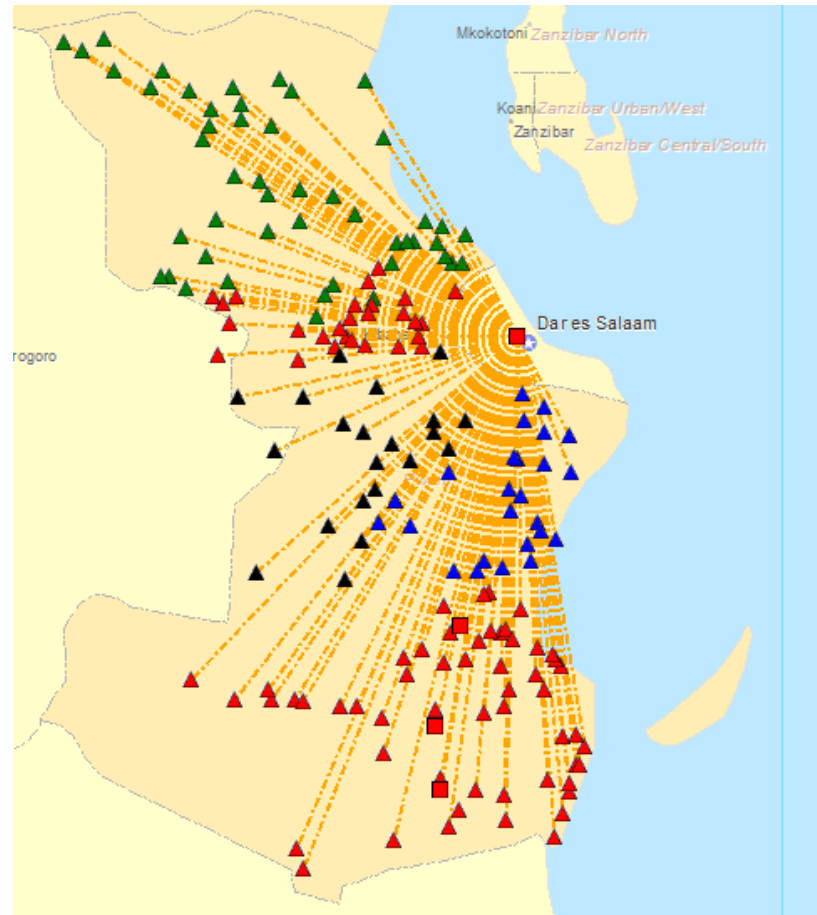 Mkokotoni Zanzibar North
Koani Zanzibar Urban/West
Zanzibar
Zanzibar Central/South
Dar es Salaam
rogoro